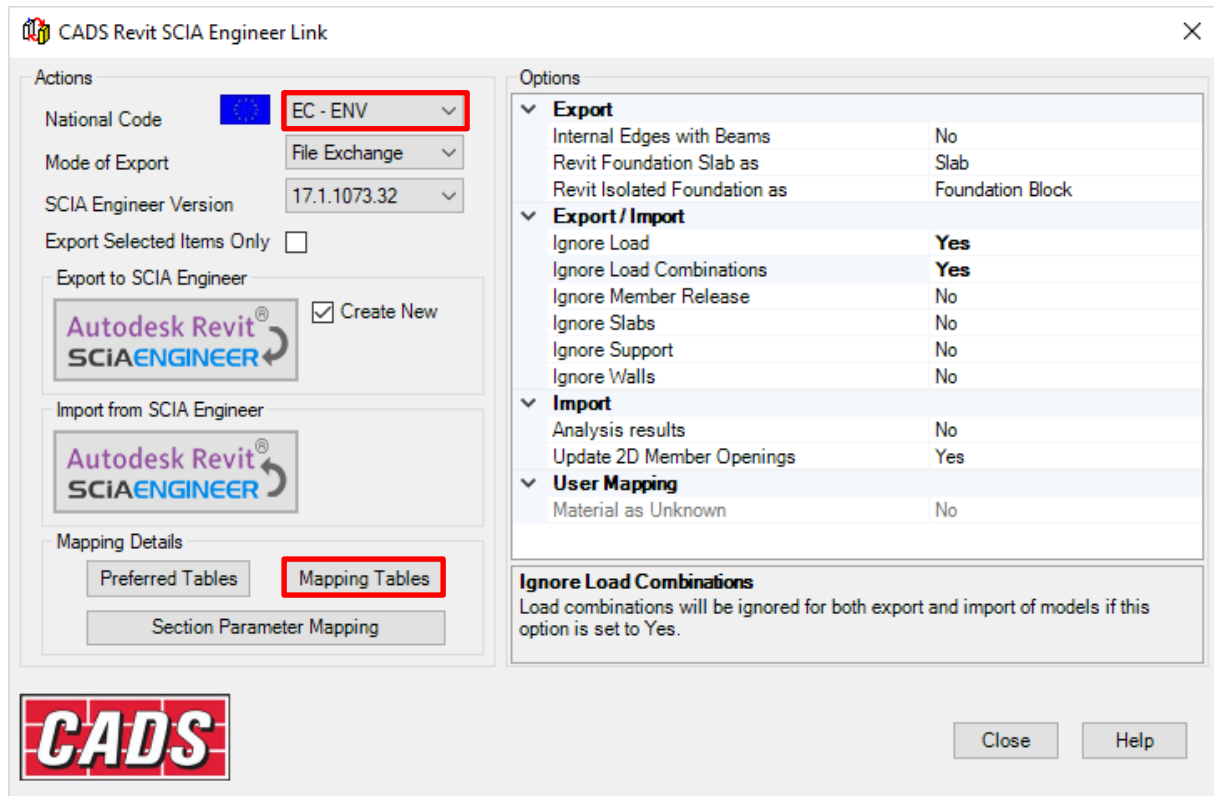 CADS Revit SCIA Engineer Link
Actions
National Code
EC - ENV
Mode of Export
File Exchange
SCIA Engineer Version
17.1.1073.32
Export Selected Items Only
Export to SCIA Engineer
Autodesk Revit®
SCiAENGINEER
Create New
Import from SCIA Engineer
Autodesk Revit®
SCiAENGINEER
Mapping Details
Preferred Tables
Mapping Tables
Section Parameter Mapping
Options
Export
Internal Edges with Beams No
Revit Foundation Slab as Slab
Revit Isolated Foundation as Foundation Block
Export / Import
Ignore Load Yes
Ignore Load Combinations Yes
Ignore Member Release No
Ignore Slabs No
Ignore Support No
Ignore Walls No
Import
Analysis results No
Update 2D Member Openings Yes
User Mapping
Material as Unknown No
Ignore Load Combinations
Load combinations will be ignored for both export and import of models if this
option is set to Yes.
CADS
Close
Help